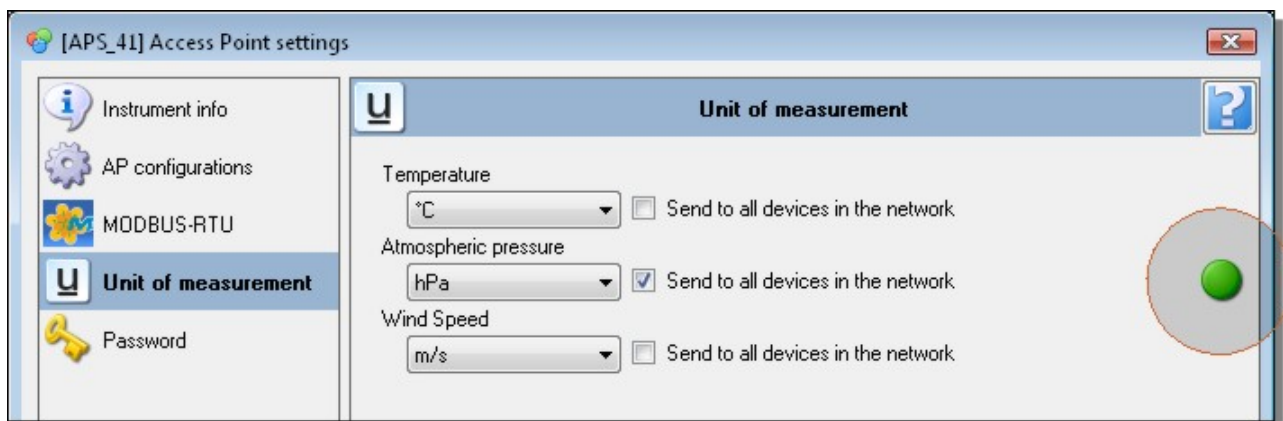 [APS_41] Access Point settings
Instrument info
AP configurations
MODBUS-RTU
U Unit of measurement
Password
U Unit of measurement ?
Temperature
°C Send to all devices in the network
Atmospheric pressure
hPa Send to all devices in the network
Wind Speed
m/s Send to all devices in the network